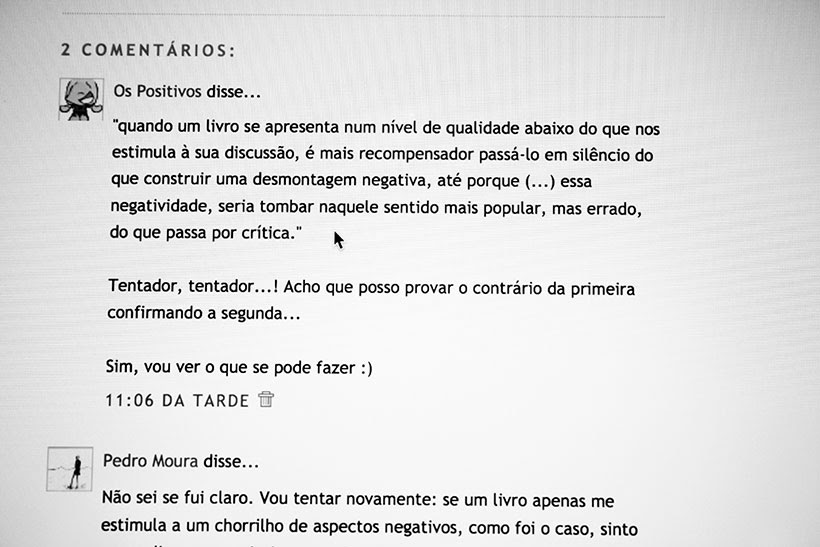 2 COMENTÁRIOS:
Os Positivos disse...
"quando um livro se apresenta num nível de qualidade abaixo do que nos
estimula à sua discussão, é mais recompensador passá-lo em silêncio do
que construir uma desmontagem negativa, até porque (...) essa
negatividade, seria tombar naquele sentido mais popular, mas errado,
do que passa por crítica."
Tentador, tentador...! Acho que posso provar o contrário da primeira
confirmando a segunda...
Sim, vou ver o que se pode fazer :)
11:06 DA TARDE
Pedro Moura disse...
Não sei se fui claro. Vou tentar novamente: se um livro apenas me
estimula a um chorrilho de aspectos negativos, como foi o caso, sinto